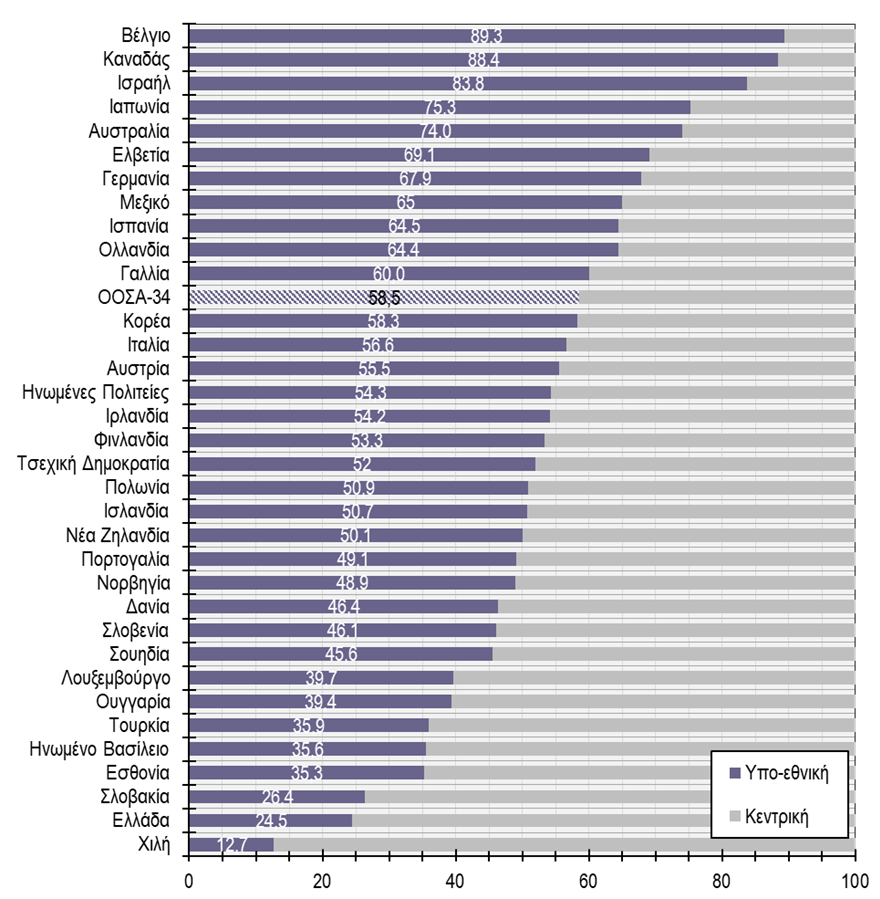 Βέλγιο 89.3
Καναδάς 88.4
Ισραήλ 83.8
Ιαπωνία 75.3
Αυστραλία 74.0
Ελβετία 69.1
Γερμανία 67.9
Μεξικό 65
Ισπανία 64.5
Ολλανδία 64.4
Γαλλία 60.0
ΟΟΣΑ-34 58,5
Κορέα 58.3
Ιταλία 56.6
Αυστρία 55.5
Ηνωμένες Πολιτείες 54.3
Ιρλανδία 54.2
Φινλανδία 53.3
Τσεχική Δημοκρατία 52
Πολωνία 50.9
Ισλανδία 50.7
Νέα Ζηλανδία 50.1
Πορτογαλία 49.1
Νορβηγία 48.9
Δανία 46.4
Σλοβενία 46.1
Σουηδία 45.6
Λουξεμβούργο 39.7
Ουγγαρία 39.4
Τουρκία 35.9
Ηνωμένο Βασίλειο 35.6
Εσθονία 35.3
Σλοβακία 26.4
Ελλάδα 24.5
Χιλή 12.7
Υπο-εθνική
Κεντρική
0 20 40 60 80 100